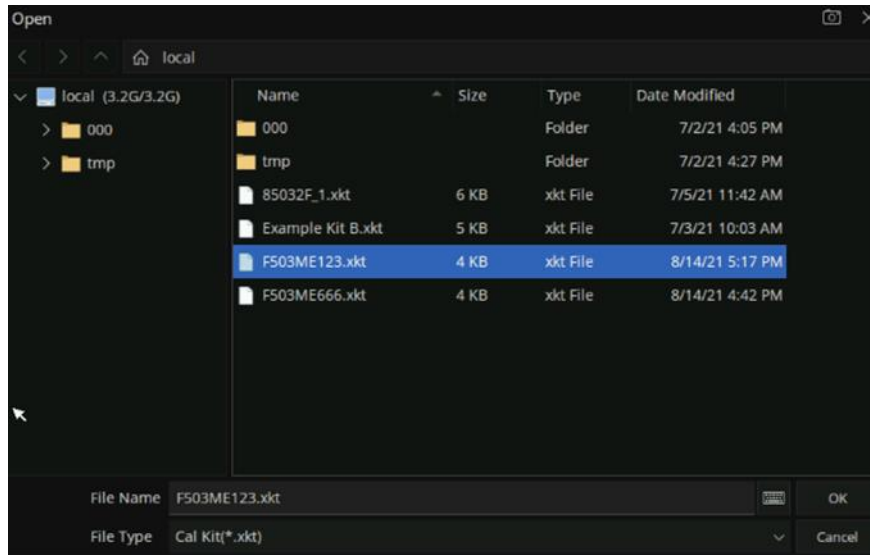 Open
local
local (3.2G/3.2G)
000
tmp
Name Size Type Date Modified
000 Folder 7/2/21 4:05 PM
tmp Folder 7/2/21 4:27 PM
85032F_1.xkt 6 KB xkt File 7/5/21 11:42 AM
Example Kit B.xkt 5 KB xkt File 7/3/21 10:03 AM
F503ME123.xkt 4 KB xkt File 8/14/21 5:17 PM
F503ME666.xkt 4 KB xkt File 8/14/21 4:42 PM
File Name F503ME123.xkt OK
File Type Cal Kit(*.xkt) Cancel